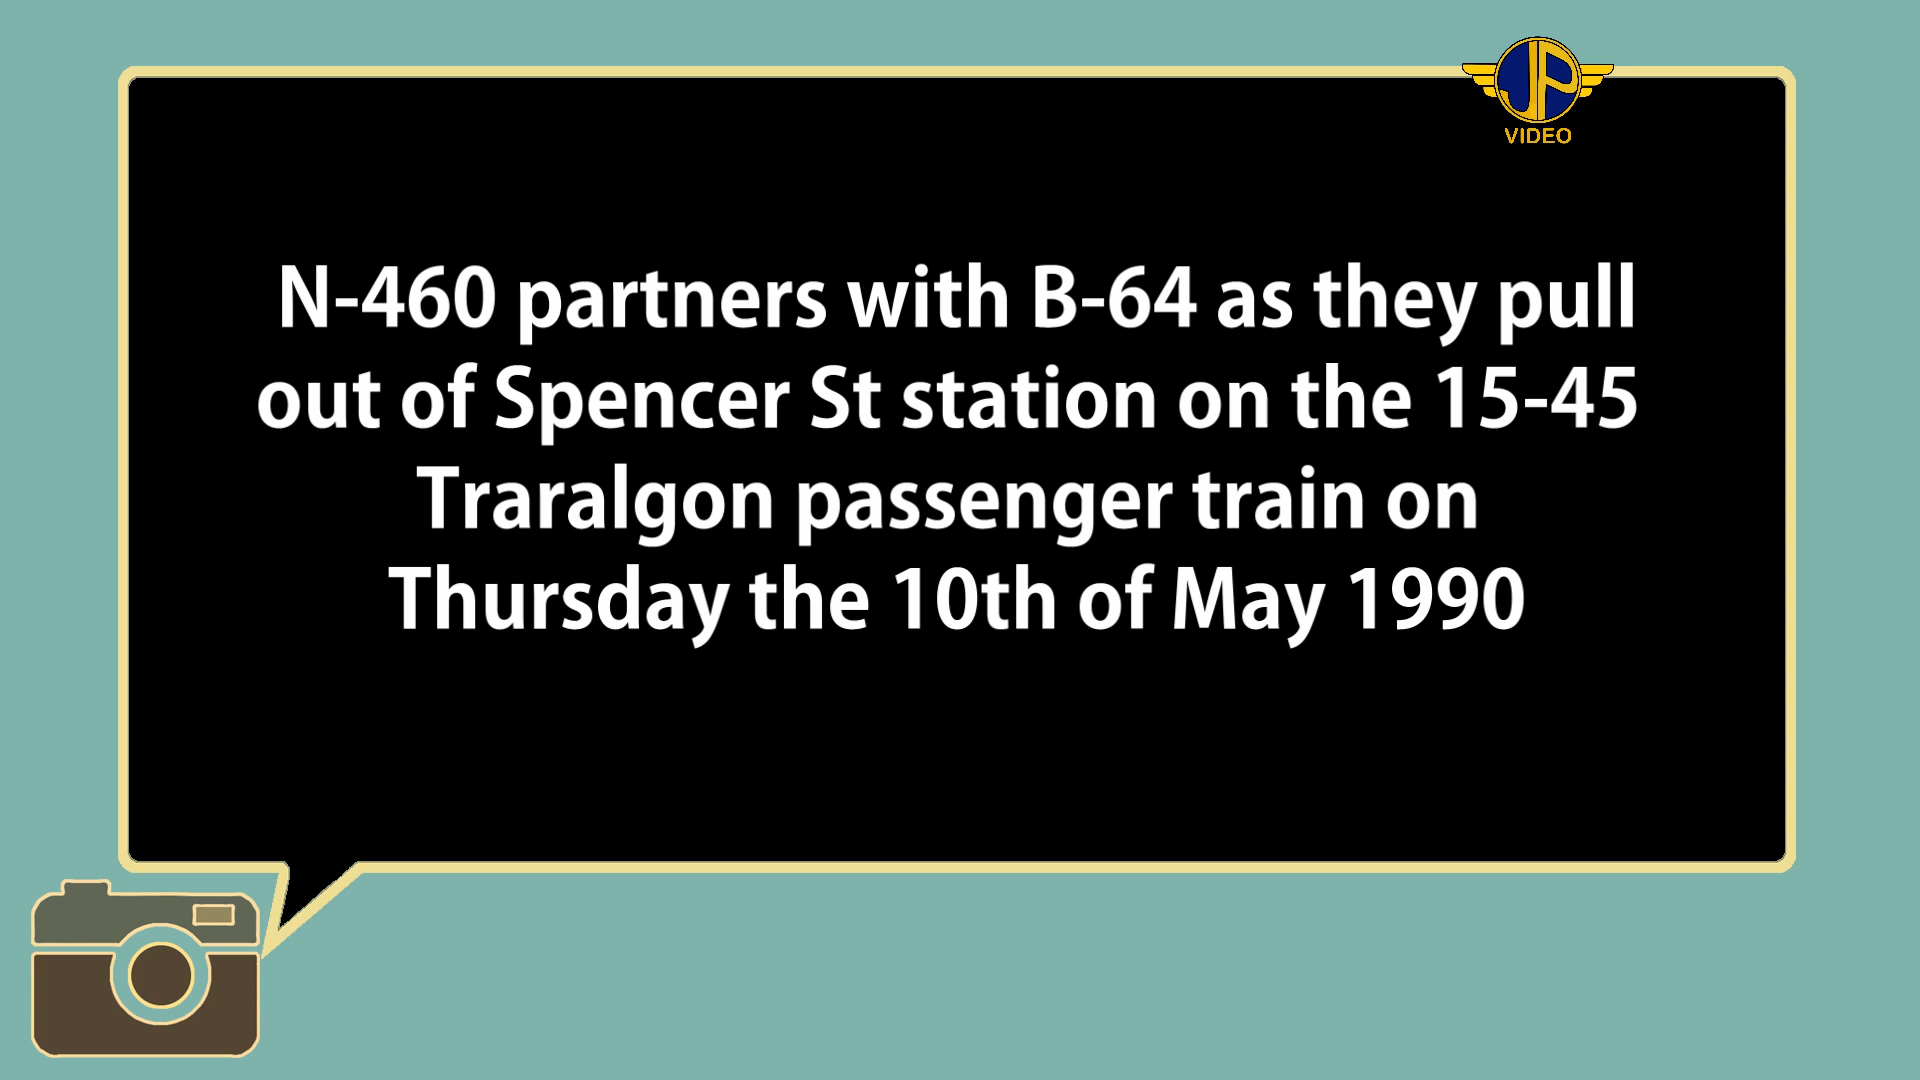 JP
VIDEO
N-460 partners with B-64 as they pull
out of Spencer St station on the 15-45
Traralgon passenger train on
Thursday the 10th of May 1990